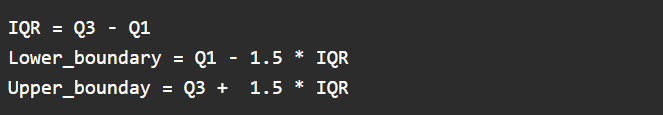 IQR = Q3 - Q1
Lower_boundary = Q1 - 1.5 * IQR
Upper_bounday = Q3 +  1.5 * IQR